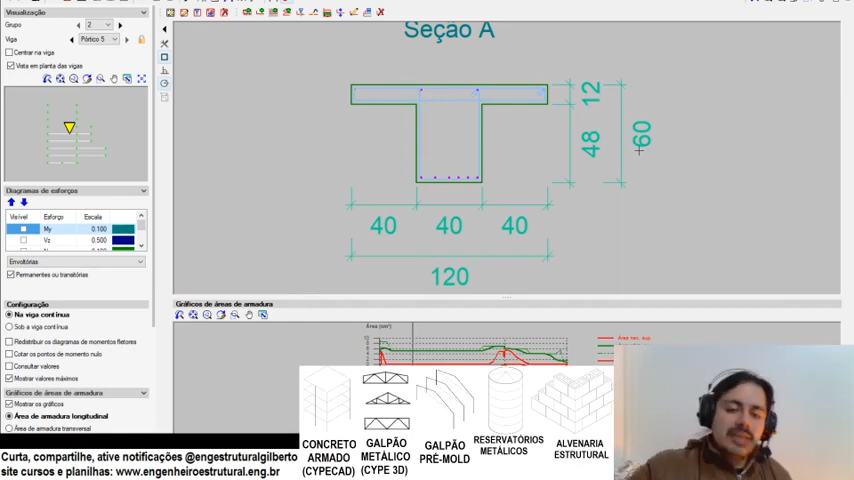 Visualização
Grupo
2
Viga
Pórtico 5
Centrar na viga
Vista em planta das vigas
Diagramas de esforços
Visível Esforço Escala
My 0.100
Vz 0.500
Envoltórias
Permanentes ou transitórias
Configuração
Na viga contínua
Sob a viga contínua
Redistribuir os diagramas de momentos fletores
Cotar os pontos de momento nulo
Consultar valores
Mostrar valores máximos
Gráficos de áreas de armadura
Mostrar os gráficos
Área de armadura longitudinal
Área de armadura transversal
Seção A
12
48
60
40 40 40
120
Gráficos de áreas de armadura
Área (cm²)
CONCRETO
ARMADO
(CYPECAD)
GALPÃO
METÁLICO
(CYPE 3D)
GALPÃO
PRÉ-MOLD
RESERVATÓRIOS
METÁLICOS
ALVENARIA
ESTRUTURAL
Curta, compartilhe, ative notificações @engestruturalgilberto
site cursos e planilhas: www.engenheiroestrutural.eng.br